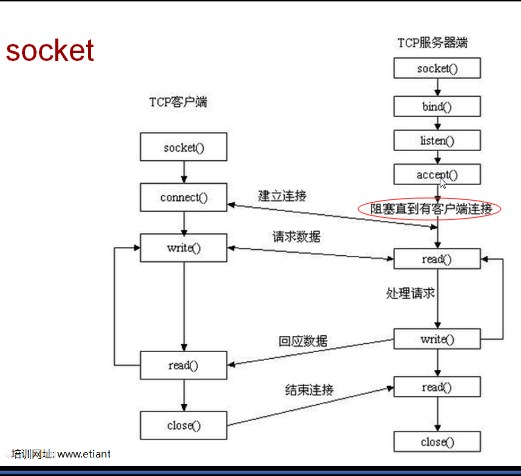 socket
TCP客户端
socket()
connect()
write()
read()
close()
建立连接
请求数据
回应数据
结束连接
TCP服务器端
socket()
bind()
listen()
accept()
阻塞直到有客户端连接
read()
处理请求
write()
read()
close()
培训网址: www.etiant